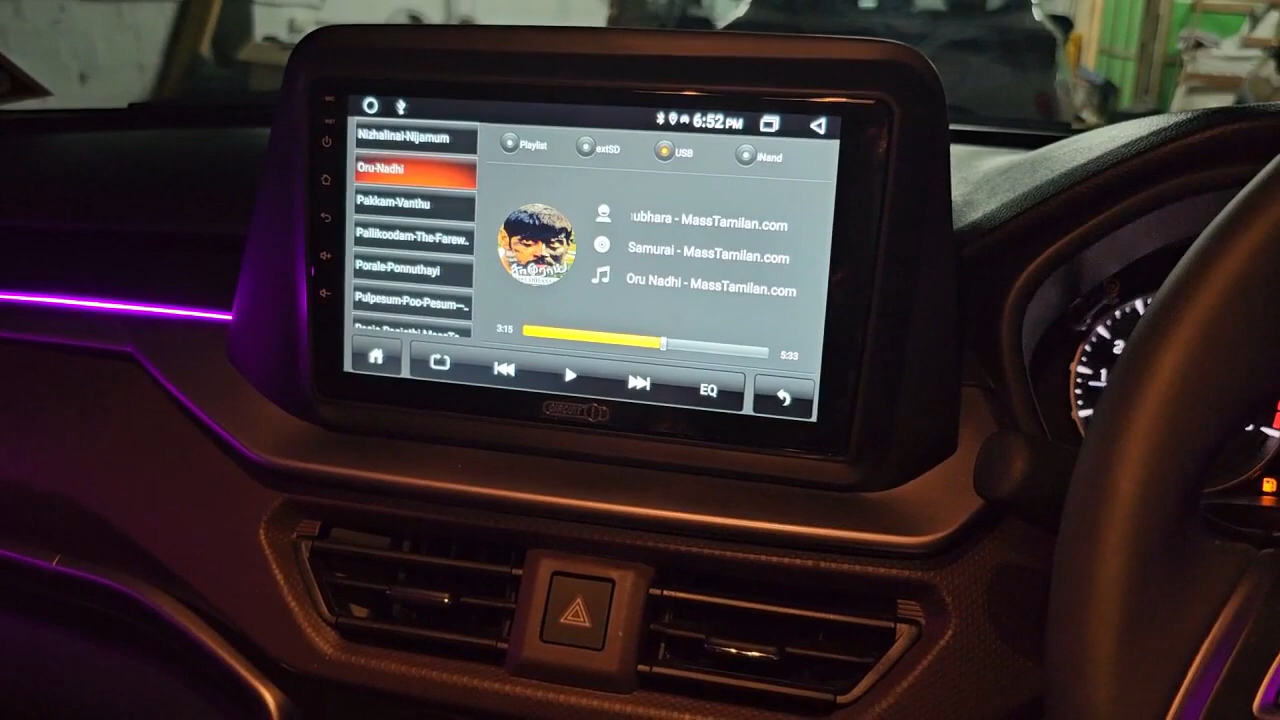 6:52 PM
Nizhalinai-Nijamum
Oru-Nadhi
Pakkam-Vanthu
Pallikoodam-The-Farew..
Porale-Ponnuthayi
Pulpesum-Poo-Pesum—..
Playlist
extSD
USB
iNand
ubhara - MassTamilan.com
Samurai - MassTamilan.com
Oru Nadhi - MassTamilan.com
சாமுராய்
3:15
5:33
EQ